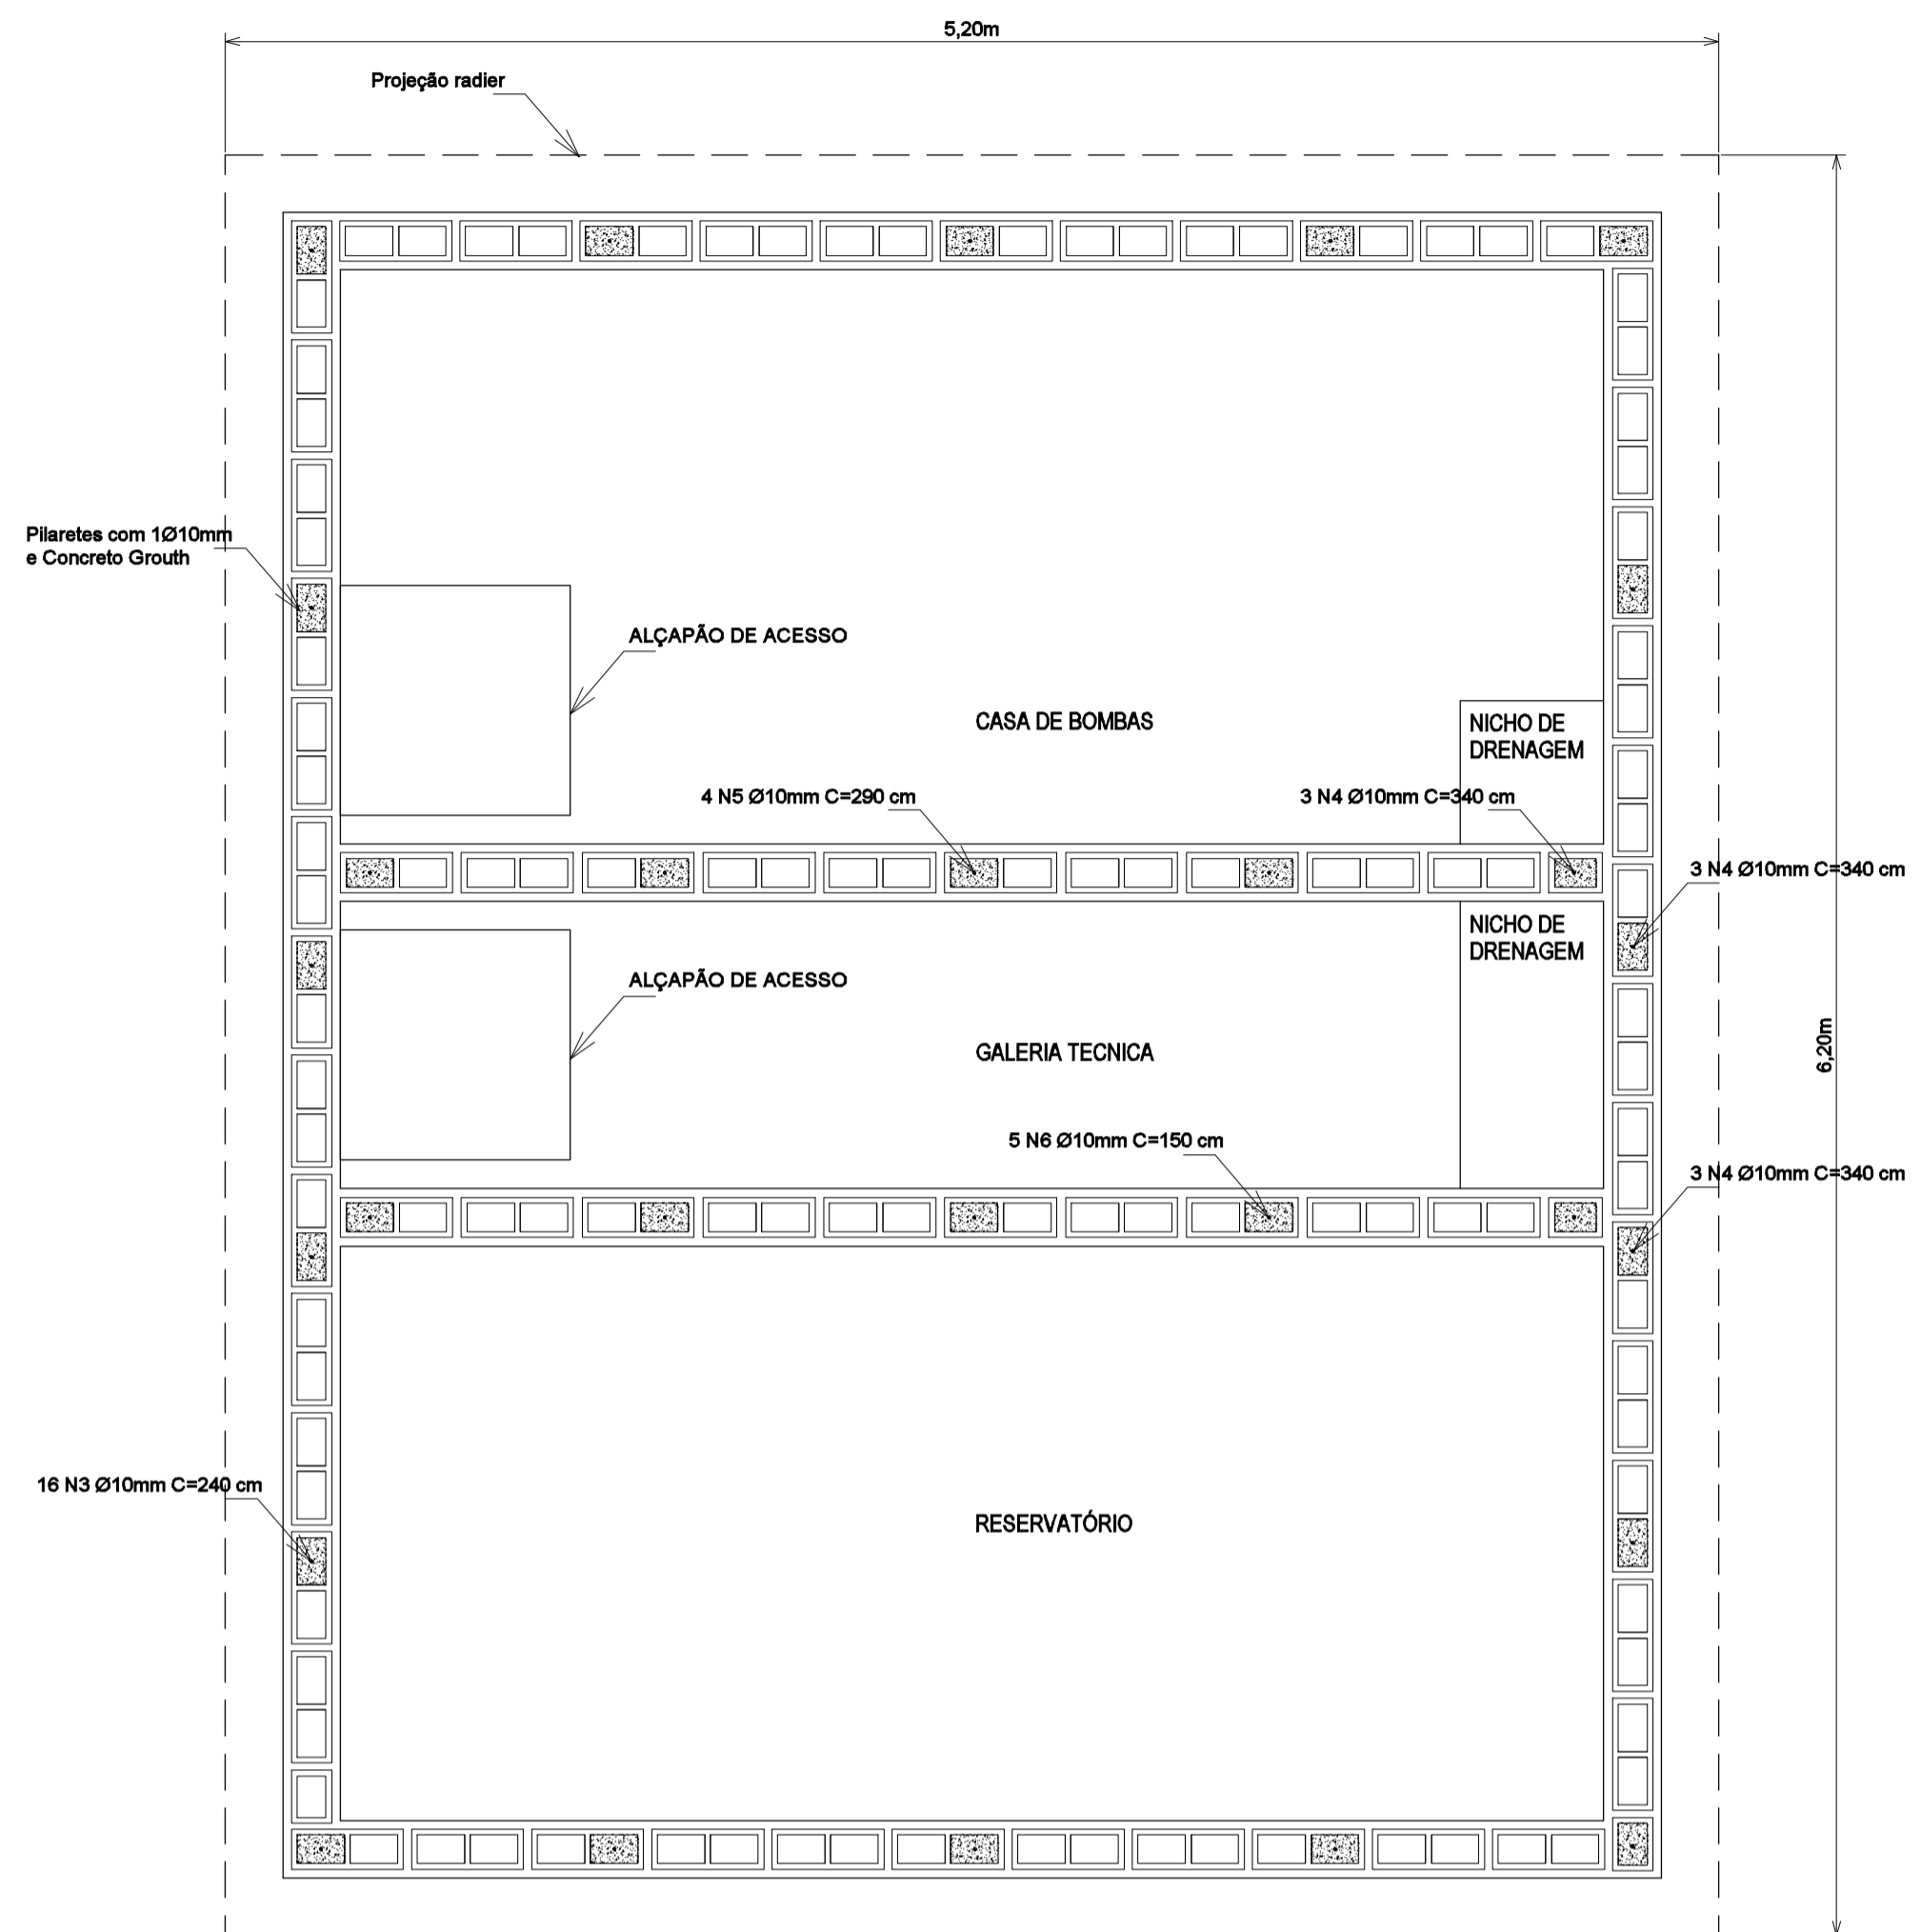 5,20m
Projeção radier
Pilaretes com 1Ø10mm
e Concreto Grouth
ALÇAPÃO DE ACESSO
CASA DE BOMBAS
NICHO DE
DRENAGEM
4 N5 Ø10mm C=290 cm
3 N4 Ø10mm C=340 cm
3 N4 Ø10mm C=340 cm
NICHO DE
DRENAGEM
ALÇAPÃO DE ACESSO
GALERIA TECNICA
6,20m
5 N6 Ø10mm C=150 cm
3 N4 Ø10mm C=340 cm
16 N3 Ø10mm C=240 cm
RESERVATÓRIO